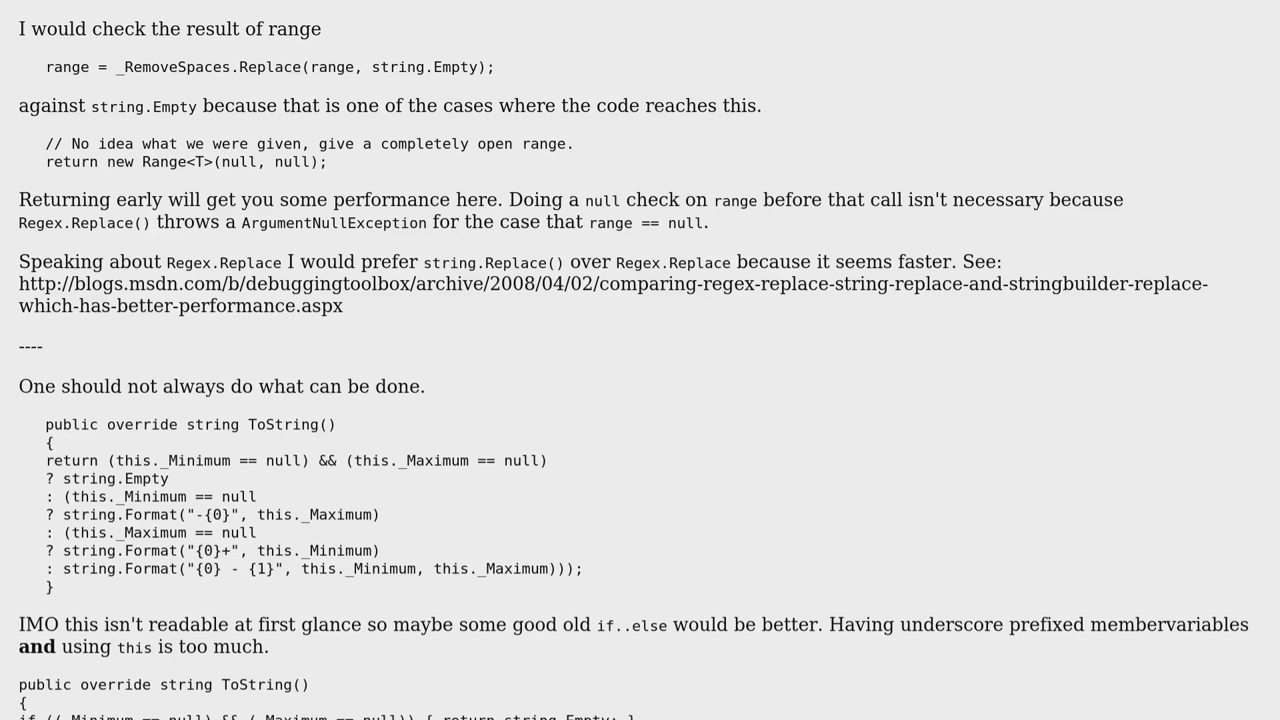 I would check the result of range
range = _RemoveSpaces.Replace(range, string.Empty);
against string.Empty because that is one of the cases where the code reaches this.
// No idea what we were given, give a completely open range.
return new Range<T>(null, null);
Returning early will get you some performance here. Doing a null check on range before that call isn't necessary because
Regex.Replace() throws a ArgumentNullException for the case that range == null.
Speaking about Regex.Replace I would prefer string.Replace() over Regex.Replace because it seems faster. See:
http://blogs.msdn.com/b/debuggingtoolbox/archive/2008/04/02/comparing-regex-replace-string-replace-and-stringbuilder-replace-
which-has-better-performance.aspx
----
One should not always do what can be done.
public override string ToString()
{
return (this._Minimum == null) && (this._Maximum == null)
? string.Empty
: (this._Minimum == null
? string.Format("-{0}", this._Maximum)
: (this._Maximum == null
? string.Format("{0}+", this._Minimum)
: string.Format("{0} - {1}", this._Minimum, this._Maximum)));
}
IMO this isn't readable at first glance so maybe some good old if..else would be better. Having underscore prefixed membervariables
and using this is too much.
public override string ToString()
{
if ((_Minimum == null) && (_Maximum == null)) { return string.Empty; }